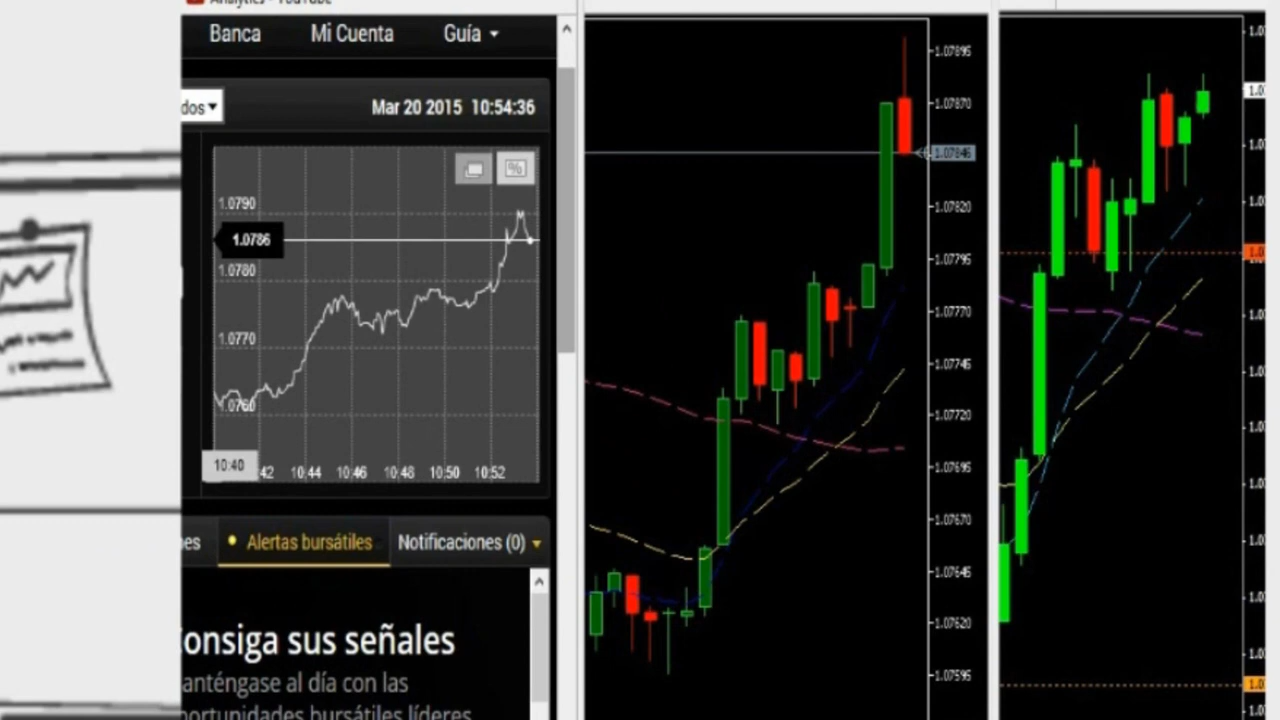 Analytics - YouTube
Banca Mi Cuenta Guía
dos
Mar 20 2015 10:54:36
%
1.0790
1.0786
1.0780
1.0770
1.0760
10:40 42 10:44 10:46 10:48 10:50 10:52
nes Alertas bursátiles Notificaciones (0)
onsiga sus señales
anténgase al día con las
portunidades bursátiles líderes
1.07895
1.07870
1.07846
1.07820
1.07795
1.07770
1.07745
1.07720
1.07695
1.07670
1.07645
1.07620
1.07595